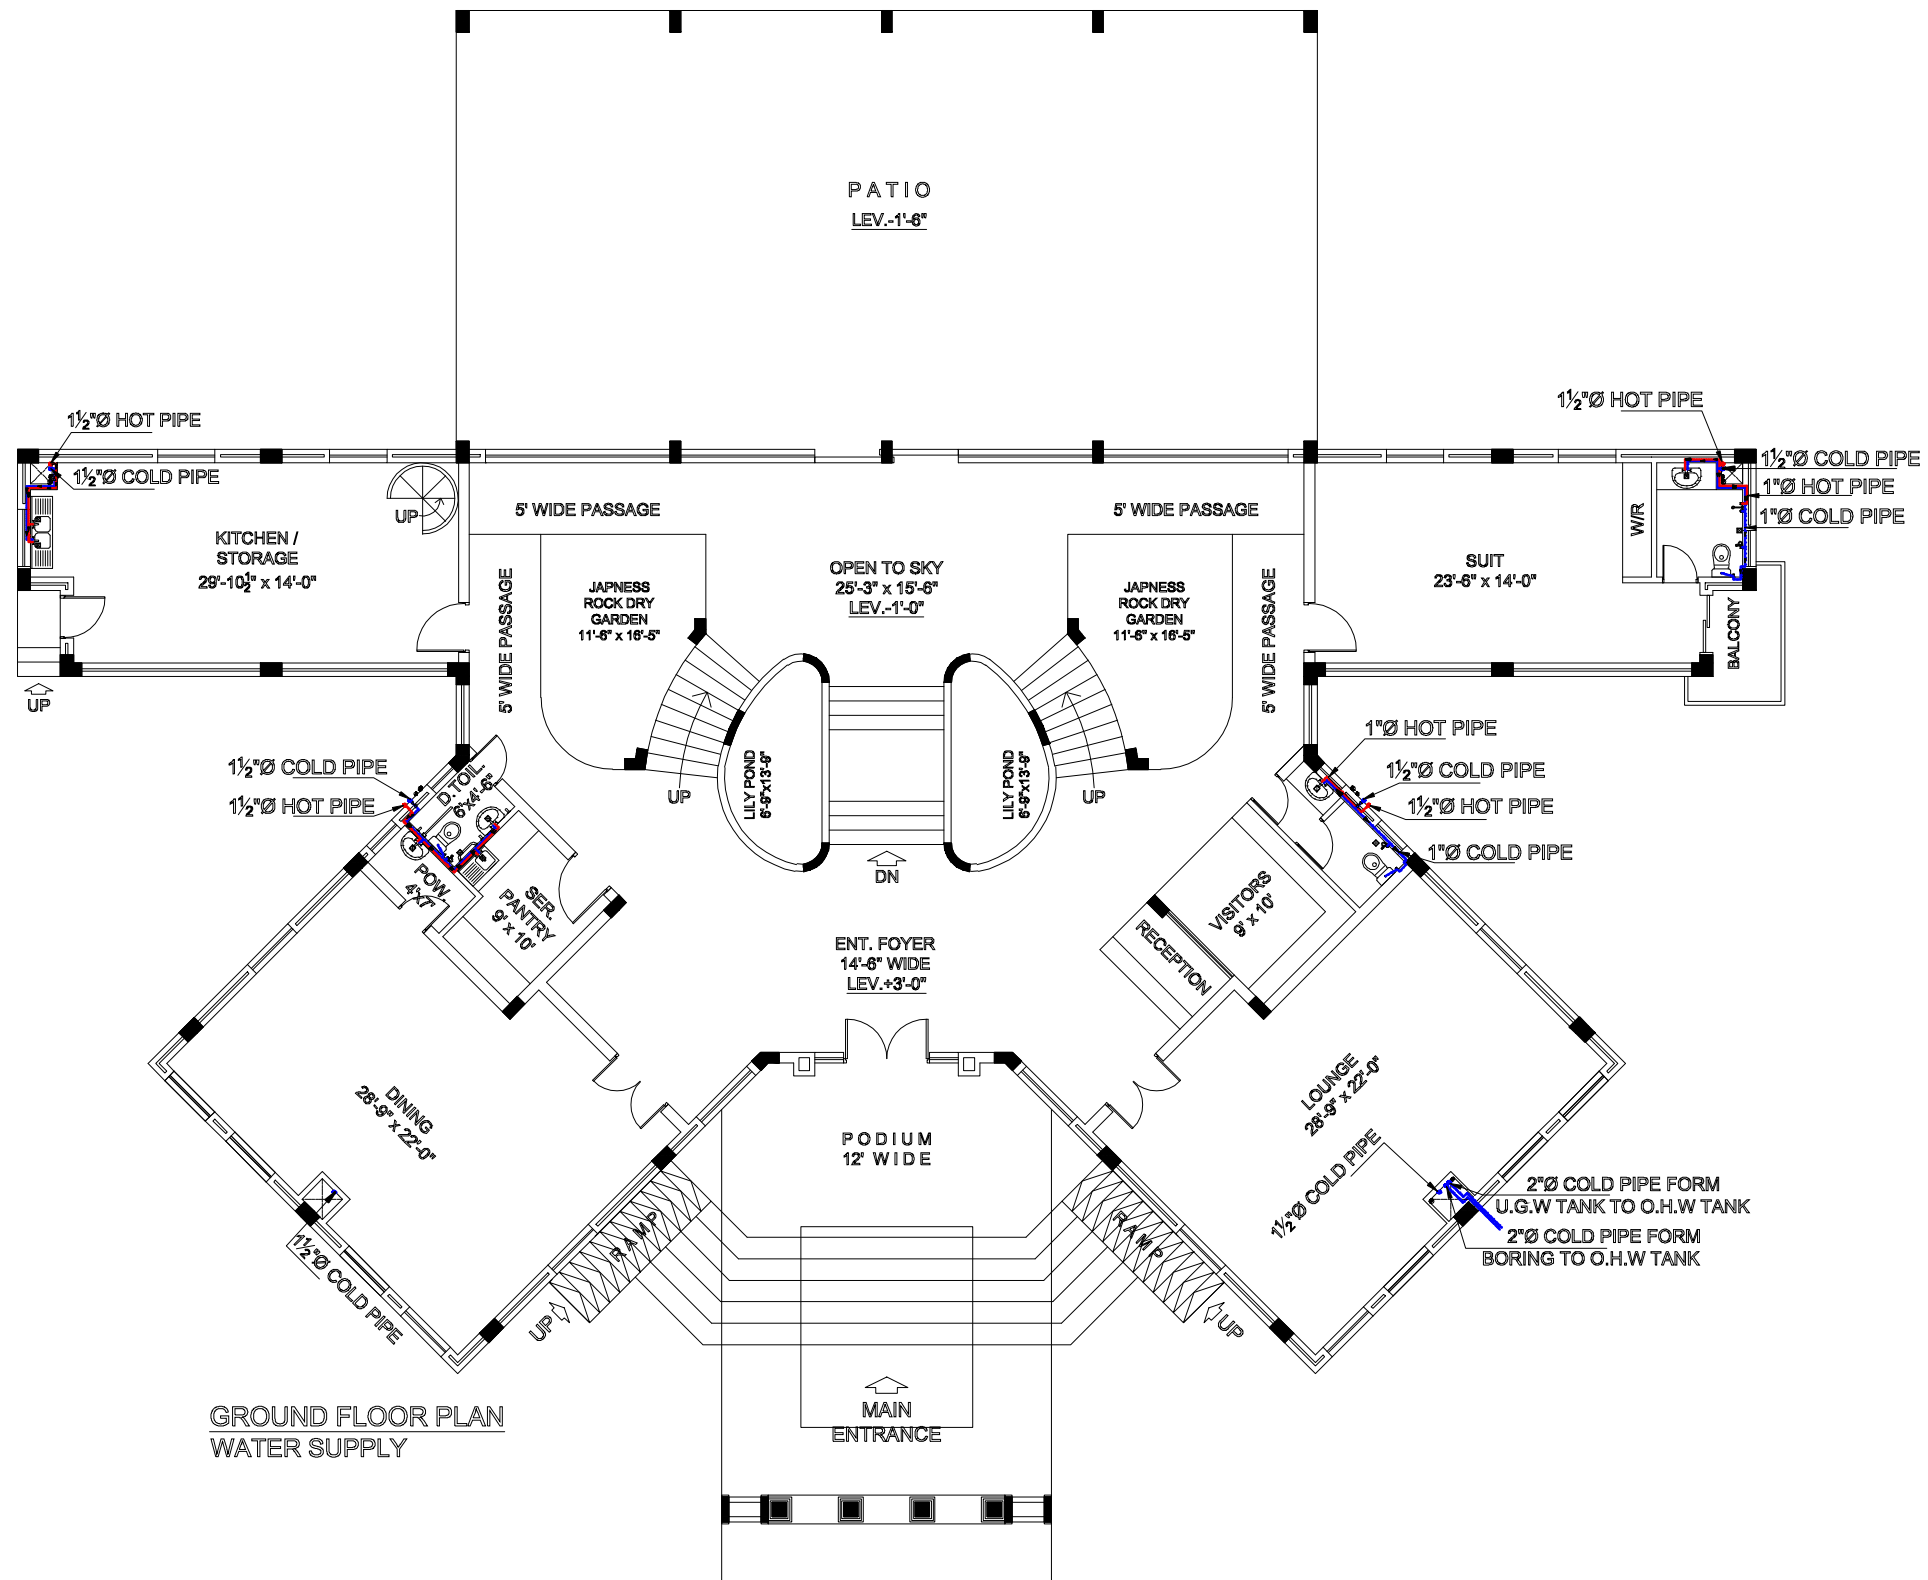 PATIO
LEV.-1'-6"
1½"Ø HOT PIPE
1½"Ø COLD PIPE
UP
KITCHEN /
STORAGE
29'-10½" x 14'-0"
UP
5' WIDE PASSAGE
5' WIDE PASSAGE
JAPNESS
ROCK DRY
GARDEN
11'-6" x 16'-5"
OPEN TO SKY
25'-3" x 15'-6"
LEV.-1'-0"
5' WIDE PASSAGE
JAPNESS
ROCK DRY
GARDEN
11'-6" x 16'-5"
5' WIDE PASSAGE
1½"Ø HOT PIPE
1½"Ø COLD PIPE
1"Ø HOT PIPE
1"Ø COLD PIPE
W/R
SUIT
23'-6" x 14'-0"
BALCONY
UP
LILY POND
6'-9"x13'-9"
LILY POND
6'-9"x13'-9"
UP
DN
1½"Ø COLD PIPE
1½"Ø HOT PIPE
D.TOIL.
6'x4'-6"
POW.
4'x7'
SER.
PANTRY
9' x 10'
1"Ø HOT PIPE
1½"Ø COLD PIPE
1½"Ø HOT PIPE
1"Ø COLD PIPE
VISITORS
9' x 10'
RECEPTION
ENT. FOYER
14'-6" WIDE
LEV.+3'-0"
DINING
28'-9" x 22'-0"
LOUNGE
28'-9" x 22'-0"
PODIUM
12' WIDE
1½"Ø COLD PIPE
2"Ø COLD PIPE FORM
U.G.W TANK TO O.H.W TANK
2"Ø COLD PIPE FORM
BORING TO O.H.W TANK
RAMP
RAMP
1½"Ø COLD PIPE
UP
UP
MAIN
ENTRANCE
GROUND FLOOR PLAN
WATER SUPPLY